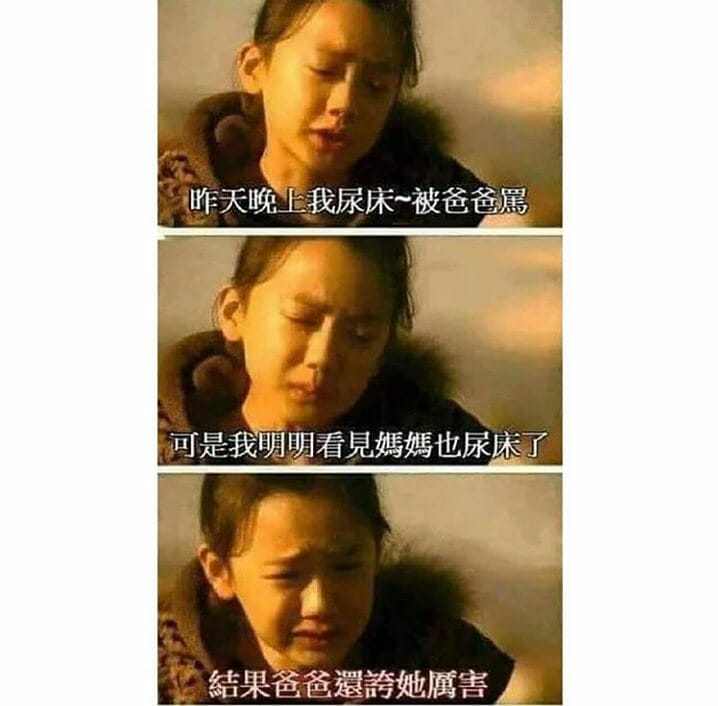 昨天晚上我尿床~被爸爸罵
可是我明明看見媽媽也尿床了
結果爸爸還誇她厲害